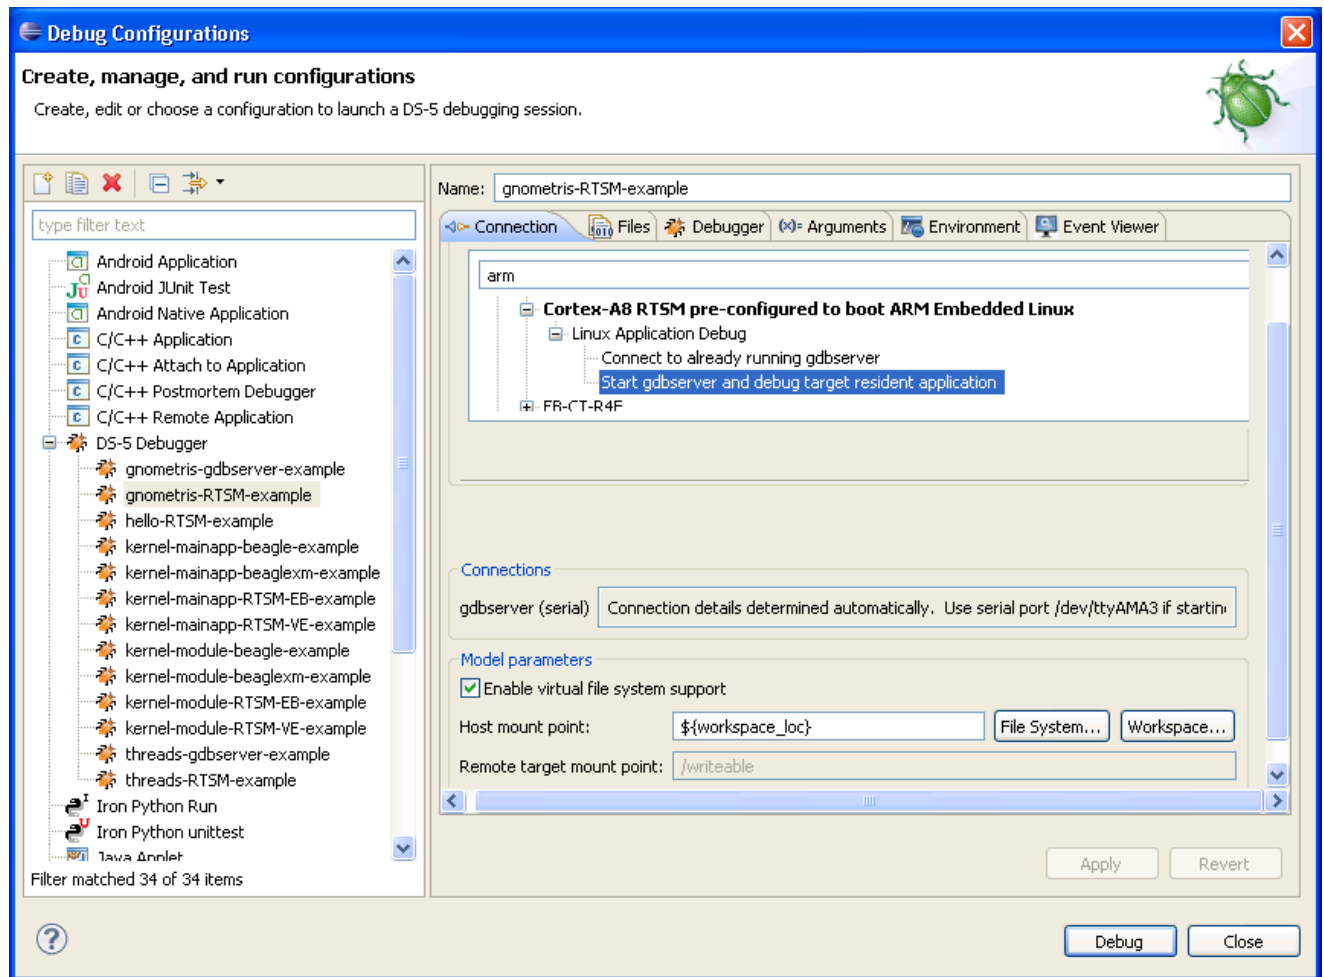 Debug Configurations
Create, manage, and run configurations
Create, edit or choose a configuration to launch a DS-5 debugging session.
type filter text
Android Application
Android JUnit Test
Android Native Application
C/C++ Application
C/C++ Attach to Application
C/C++ Postmortem Debugger
C/C++ Remote Application
DS-5 Debugger
gnometris-gdbserver-example
gnometris-RTSM-example
hello-RTSM-example
kernel-mainapp-beagle-example
kernel-mainapp-beaglexm-example
kernel-mainapp-RTSM-EB-example
kernel-mainapp-RTSM-VE-example
kernel-module-beagle-example
kernel-module-beaglexm-example
kernel-module-RTSM-EB-example
kernel-module-RTSM-VE-example
threads-gdbserver-example
threads-RTSM-example
Iron Python Run
Iron Python unittest
Java Applet
Filter matched 34 of 34 items
Name: gnometris-RTSM-example
Connection Files Debugger (x)= Arguments Environment Event Viewer
arm
Cortex-A8 RTSM pre-configured to boot ARM Embedded Linux
Linux Application Debug
Connect to already running gdbserver
Start gdbserver and debug target resident application
EB-CT-R4F
Connections
gdbserver (serial) Connection details determined automatically. Use serial port /dev/ttyAMA3 if startin
Model parameters
Enable virtual file system support
Host mount point: ${workspace_loc} File System... Workspace...
Remote target mount point: /writeable
Apply Revert
Debug Close